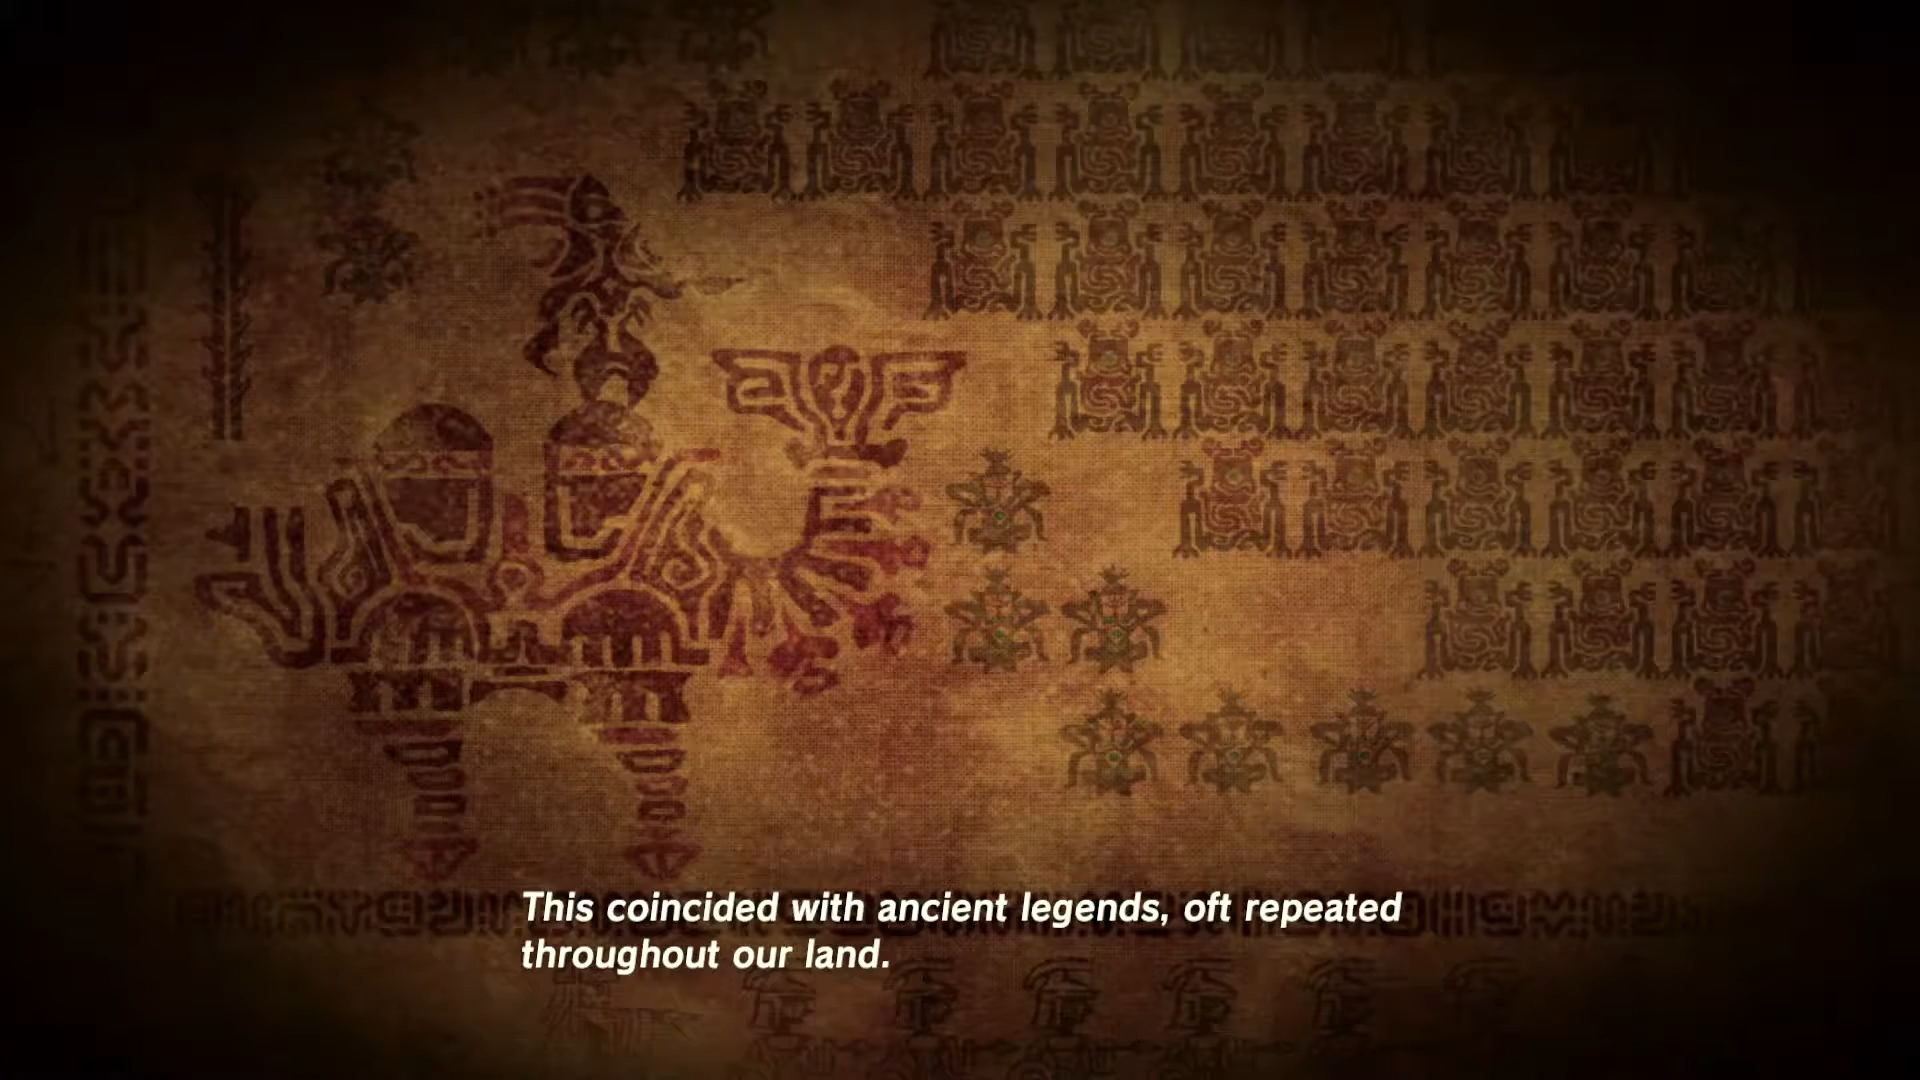 This coincided with ancient legends, oft repeated
throughout our land.